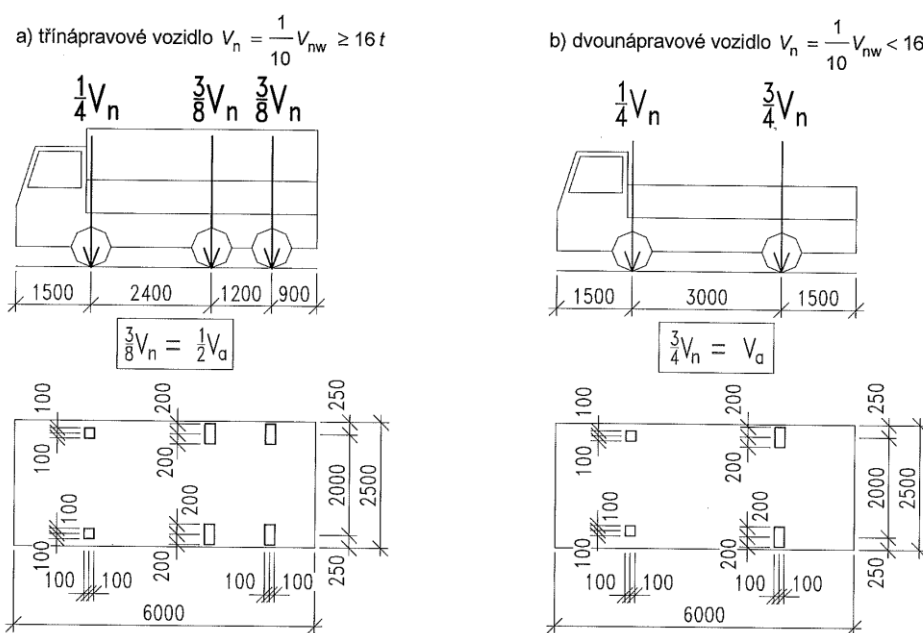 a) třínápravové vozidlo V_n = 1/10 V_nw ≥ 16 t
1/4 V_n 3/8 V_n 3/8 V_n
1500 2400 1200 900
3/8 V_n = 1/2 V_a
100 200 250
100 200 2000 2500
100 200
100 200 250
100 100 100 100
6000
b) dvounápravové vozidlo V_n = 1/10 V_nw < 16
1/4 V_n 3/4 V_n
1500 3000 1500
3/4 V_n = V_a
100 200 250
100 200 2000 2500
100 200
100 200 250
100 100 100 100
6000